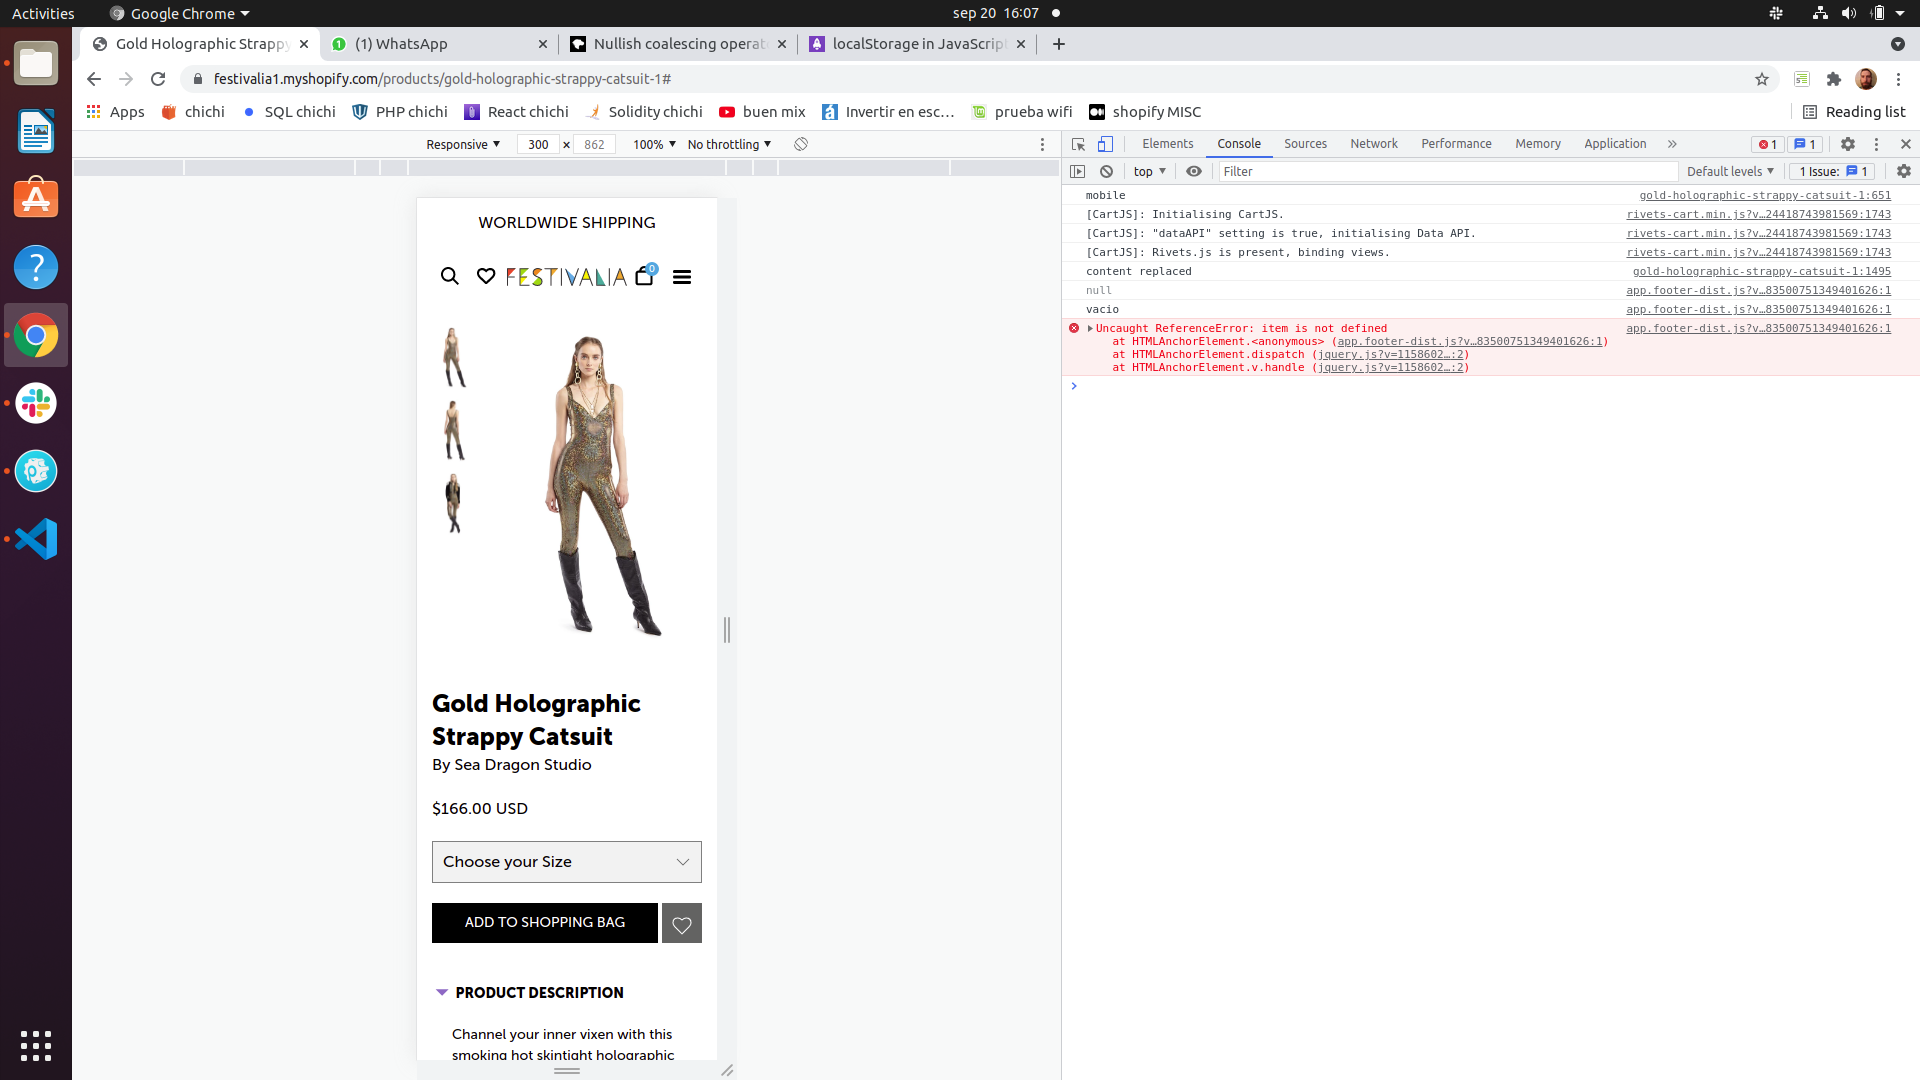 Activities
Google Chrome
sep 20 16:07
Gold Holographic Strappy
(1) WhatsApp
Nullish coalescing operat
localStorage in JavaScrip
festivalia1.myshopify.com/products/gold-holographic-strappy-catsuit-1#
Apps
chichi
SQL chichi
PHP chichi
React chichi
Solidity chichi
buen mix
Invertir en esc…
prueba wifi
shopify MISC
Reading list
Responsive
300 × 862
100%
No throttling
Elements
Console
Sources
Network
Performance
Memory
Application
1
1
top
Filter
Default levels
1 Issue: 1
mobile gold-holographic-strappy-catsuit-1:651
[CartJS]: Initialising CartJS. rivets-cart.min.js?v…24418743981569:1743
[CartJS]: "dataAPI" setting is true, initialising Data API. rivets-cart.min.js?v…24418743981569:1743
[CartJS]: Rivets.js is present, binding views. rivets-cart.min.js?v…24418743981569:1743
content replaced gold-holographic-strappy-catsuit-1:1495
null app.footer-dist.js?v…83500751349401626:1
vacio app.footer-dist.js?v…83500751349401626:1
Uncaught ReferenceError: item is not defined app.footer-dist.js?v…83500751349401626:1
at HTMLAnchorElement.<anonymous> (app.footer-dist.js?v…83500751349401626:1)
at HTMLAnchorElement.dispatch (jquery.js?v=1158602…:2)
at HTMLAnchorElement.v.handle (jquery.js?v=1158602…:2)
WORLDWIDE SHIPPING
FESTIVALIA
0
Gold Holographic
Strappy Catsuit
By Sea Dragon Studio
$166.00 USD
Choose your Size
ADD TO SHOPPING BAG
PRODUCT DESCRIPTION
Channel your inner vixen with this
smoking hot skintight holographic